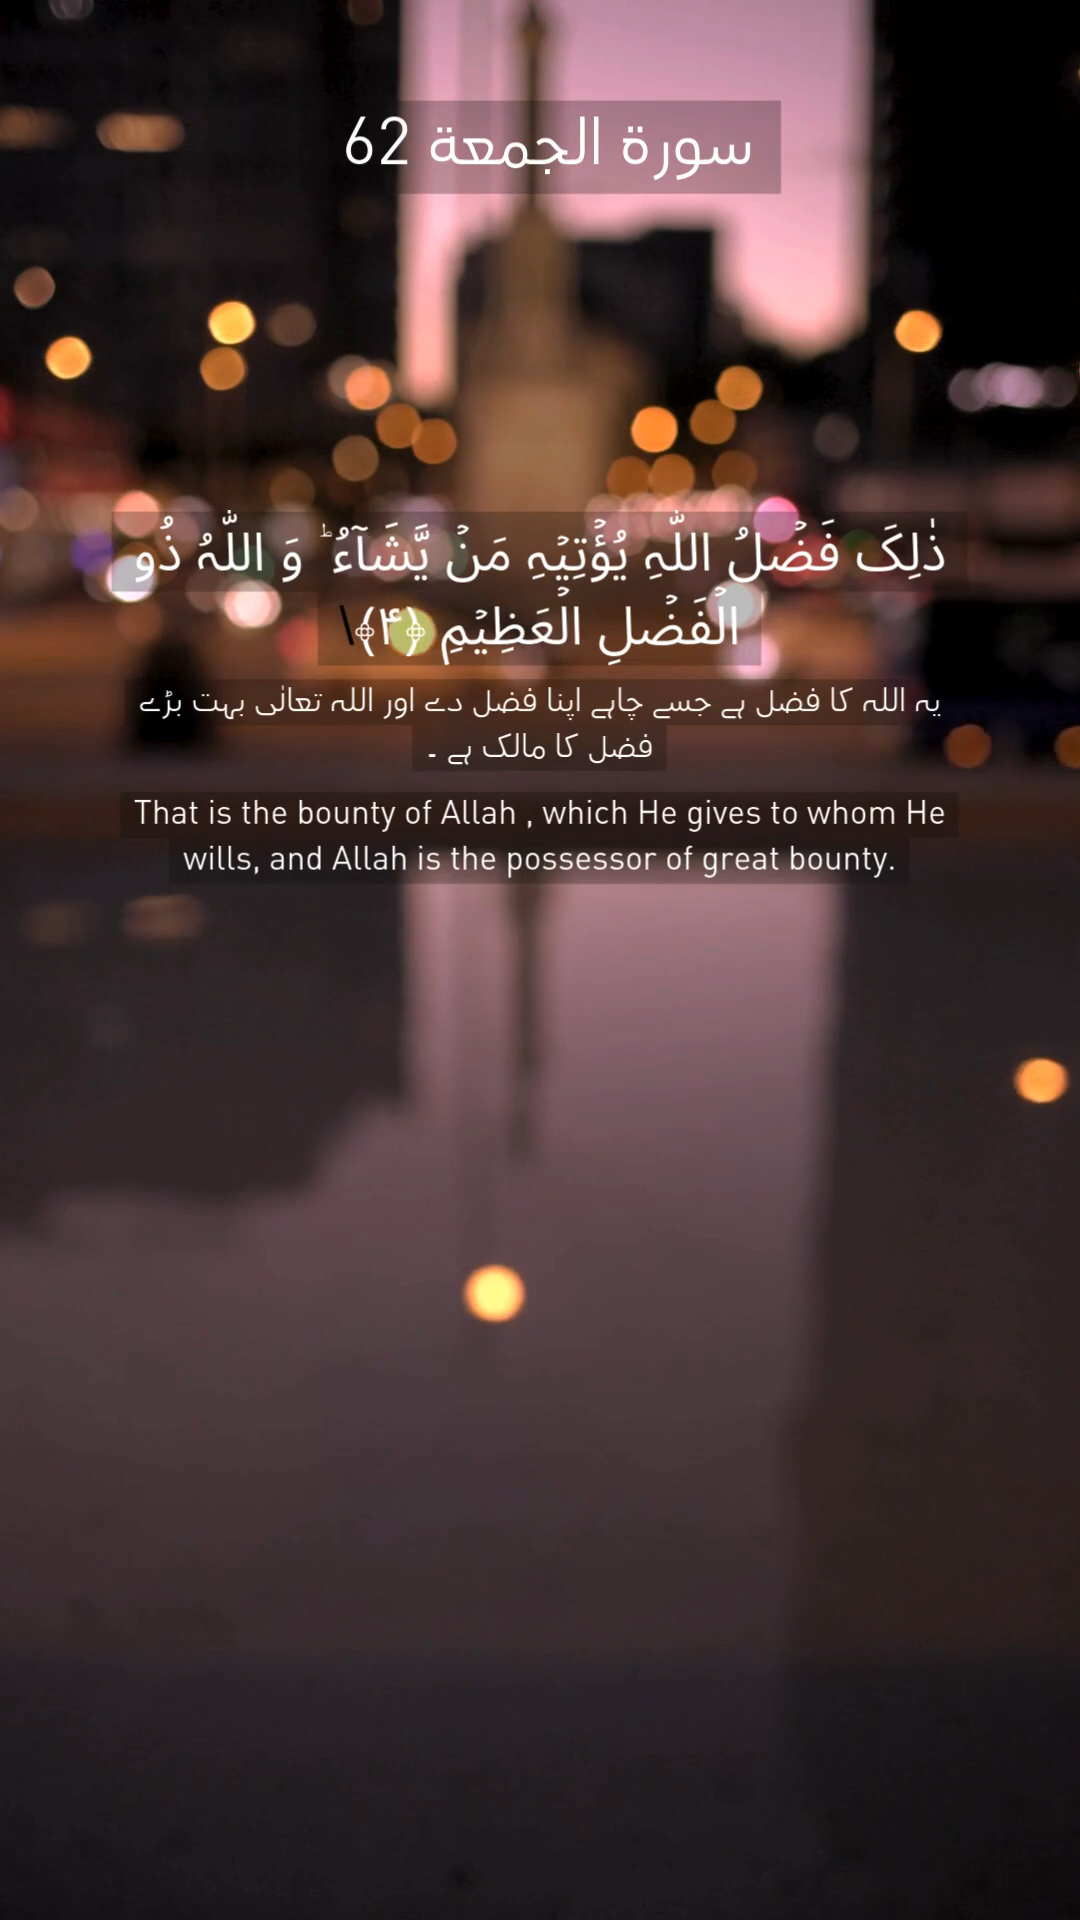 سورة الجمعة 62
ذٰلِکَ فَضۡلُ اللّٰہِ یُؤۡتِیۡہِ مَنۡ یَّشَآءُ ؕ وَ اللّٰہُ ذُو
الۡفَضۡلِ الۡعَظِیۡمِ ﴿۴﴾\
یہ اللہ کا فضل ہے جسے چاہے اپنا فضل دے اور اللہ تعالٰی بہت بڑے
فضل کا مالک ہے ۔
That is the bounty of Allah , which He gives to whom He
wills, and Allah is the possessor of great bounty.